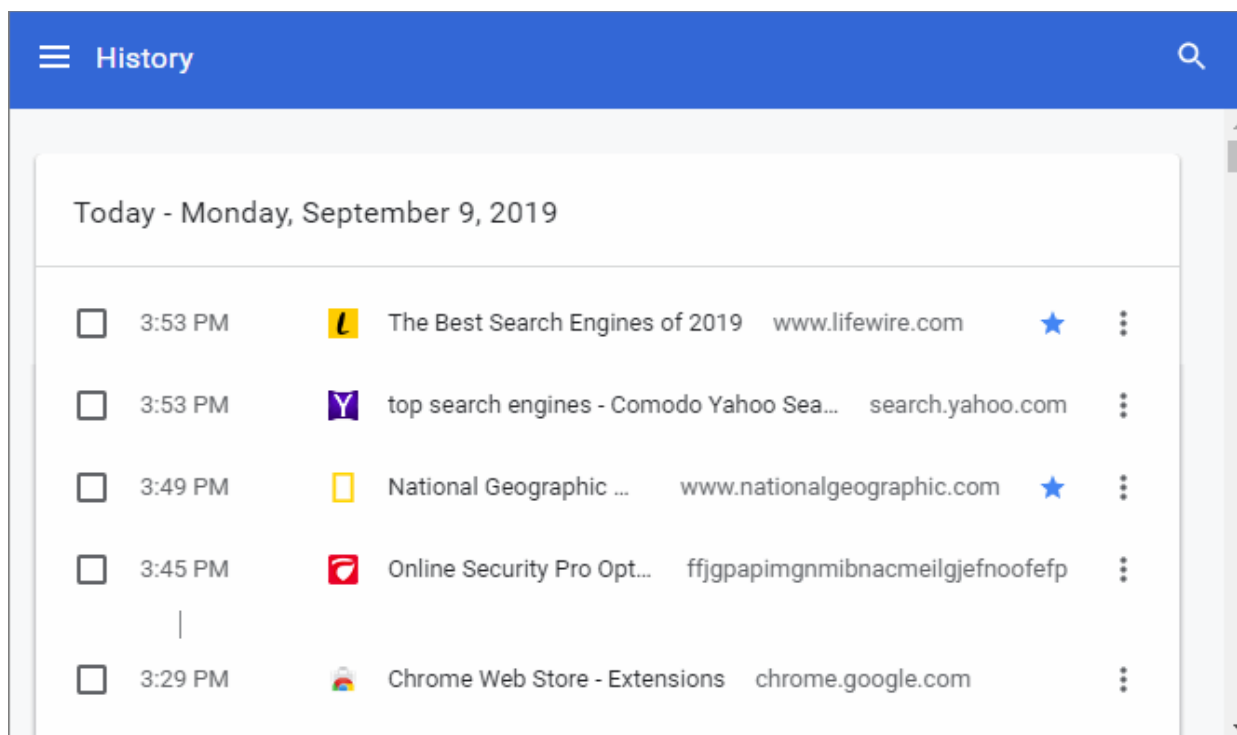 History
Today - Monday, September 9, 2019
3:53 PM The Best Search Engines of 2019 www.lifewire.com
3:53 PM top search engines - Comodo Yahoo Sea... search.yahoo.com
3:49 PM National Geographic ... www.nationalgeographic.com
3:45 PM Online Security Pro Opt... ffjgpapimgnmibnacmeilgjefnoofefp
3:29 PM Chrome Web Store - Extensions chrome.google.com